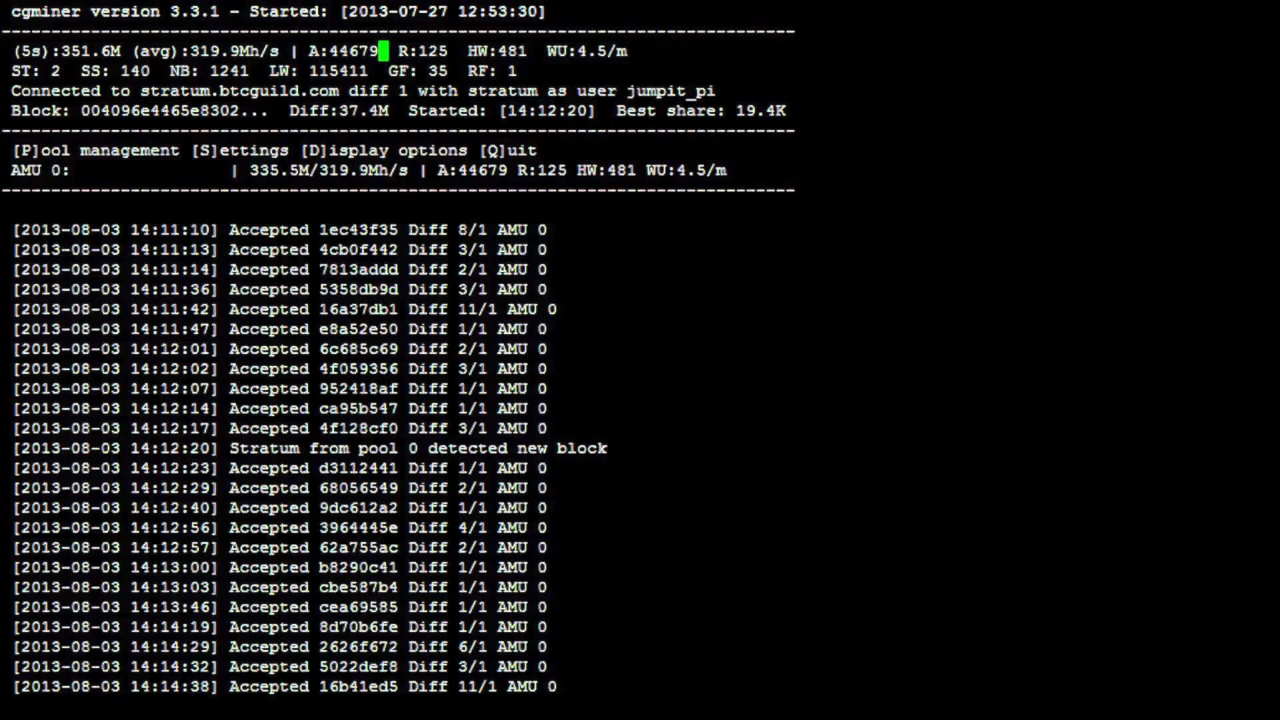 cgminer version 3.3.1 - Started: [2013-07-27 12:53:30]
--------------------------------------------------------------------------------
(5s):351.6M (avg):319.9Mh/s | A:44679 R:125 HW:481 WU:4.5/m
ST: 2 SS: 140 NB: 1241 LW: 115411 GF: 35 RF: 1
Connected to stratum.btcguild.com diff 1 with stratum as user jumpit_pi
Block: 004096e4465e8302... Diff:37.4M Started: [14:12:20] Best share: 19.4K
--------------------------------------------------------------------------------
[P]ool management [S]ettings [D]isplay options [Q]uit
AMU 0: | 335.5M/319.9Mh/s | A:44679 R:125 HW:481 WU:4.5/m
--------------------------------------------------------------------------------
[2013-08-03 14:11:10] Accepted 1ec43f35 Diff 8/1 AMU 0
[2013-08-03 14:11:13] Accepted 4cb0f442 Diff 3/1 AMU 0
[2013-08-03 14:11:14] Accepted 7813addd Diff 2/1 AMU 0
[2013-08-03 14:11:36] Accepted 5358db9d Diff 3/1 AMU 0
[2013-08-03 14:11:42] Accepted 16a37db1 Diff 11/1 AMU 0
[2013-08-03 14:11:47] Accepted e8a52e50 Diff 1/1 AMU 0
[2013-08-03 14:12:01] Accepted 6c685c69 Diff 2/1 AMU 0
[2013-08-03 14:12:02] Accepted 4f059356 Diff 3/1 AMU 0
[2013-08-03 14:12:07] Accepted 952418af Diff 1/1 AMU 0
[2013-08-03 14:12:14] Accepted ca95b547 Diff 1/1 AMU 0
[2013-08-03 14:12:17] Accepted 4f128cf0 Diff 3/1 AMU 0
[2013-08-03 14:12:20] Stratum from pool 0 detected new block
[2013-08-03 14:12:23] Accepted d3112441 Diff 1/1 AMU 0
[2013-08-03 14:12:29] Accepted 68056549 Diff 2/1 AMU 0
[2013-08-03 14:12:40] Accepted 9dc612a2 Diff 1/1 AMU 0
[2013-08-03 14:12:56] Accepted 3964445e Diff 4/1 AMU 0
[2013-08-03 14:12:57] Accepted 62a755ac Diff 2/1 AMU 0
[2013-08-03 14:13:00] Accepted b8290c41 Diff 1/1 AMU 0
[2013-08-03 14:13:03] Accepted cbe587b4 Diff 1/1 AMU 0
[2013-08-03 14:13:46] Accepted cea69585 Diff 1/1 AMU 0
[2013-08-03 14:14:19] Accepted 8d70b6fe Diff 1/1 AMU 0
[2013-08-03 14:14:29] Accepted 2626f672 Diff 6/1 AMU 0
[2013-08-03 14:14:32] Accepted 5022def8 Diff 3/1 AMU 0
[2013-08-03 14:14:38] Accepted 16b41ed5 Diff 11/1 AMU 0